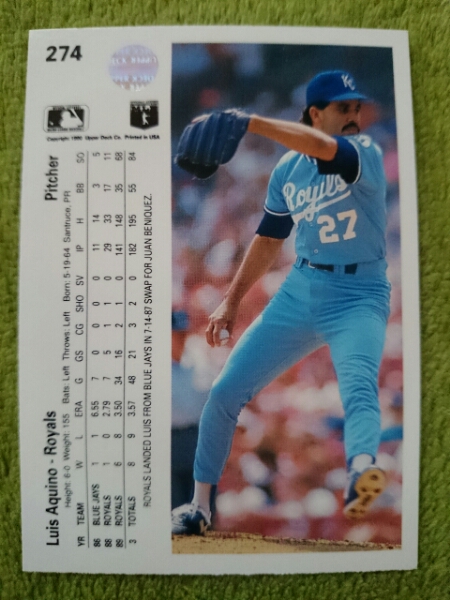 274
Copyright 1990 Upper Deck Co. Printed in USA
Luis Aquino - Royals Pitcher
Height: 6-0 Weight: 155 Bats: Left Throws: Left Born: 5-19-64 Santruce, PR
YR TEAM W L ERA G GS CG SHO SV IP H BB SO
86 BLUE JAYS 1 1 6.55 7 0 0 0 0 11 14 3 5
88 ROYALS 1 0 2.79 7 5 1 1 0 29 33 17 11
89 ROYALS 6 8 3.50 34 16 2 1 0 141 148 35 68
3 TOTALS 8 9 3.57 48 21 3 2 0 182 195 55 84
ROYALS LANDED LUIS FROM BLUE JAYS IN 7-14-87 SWAP FOR JUAN BENIQUEZ.
KC
Royals
27